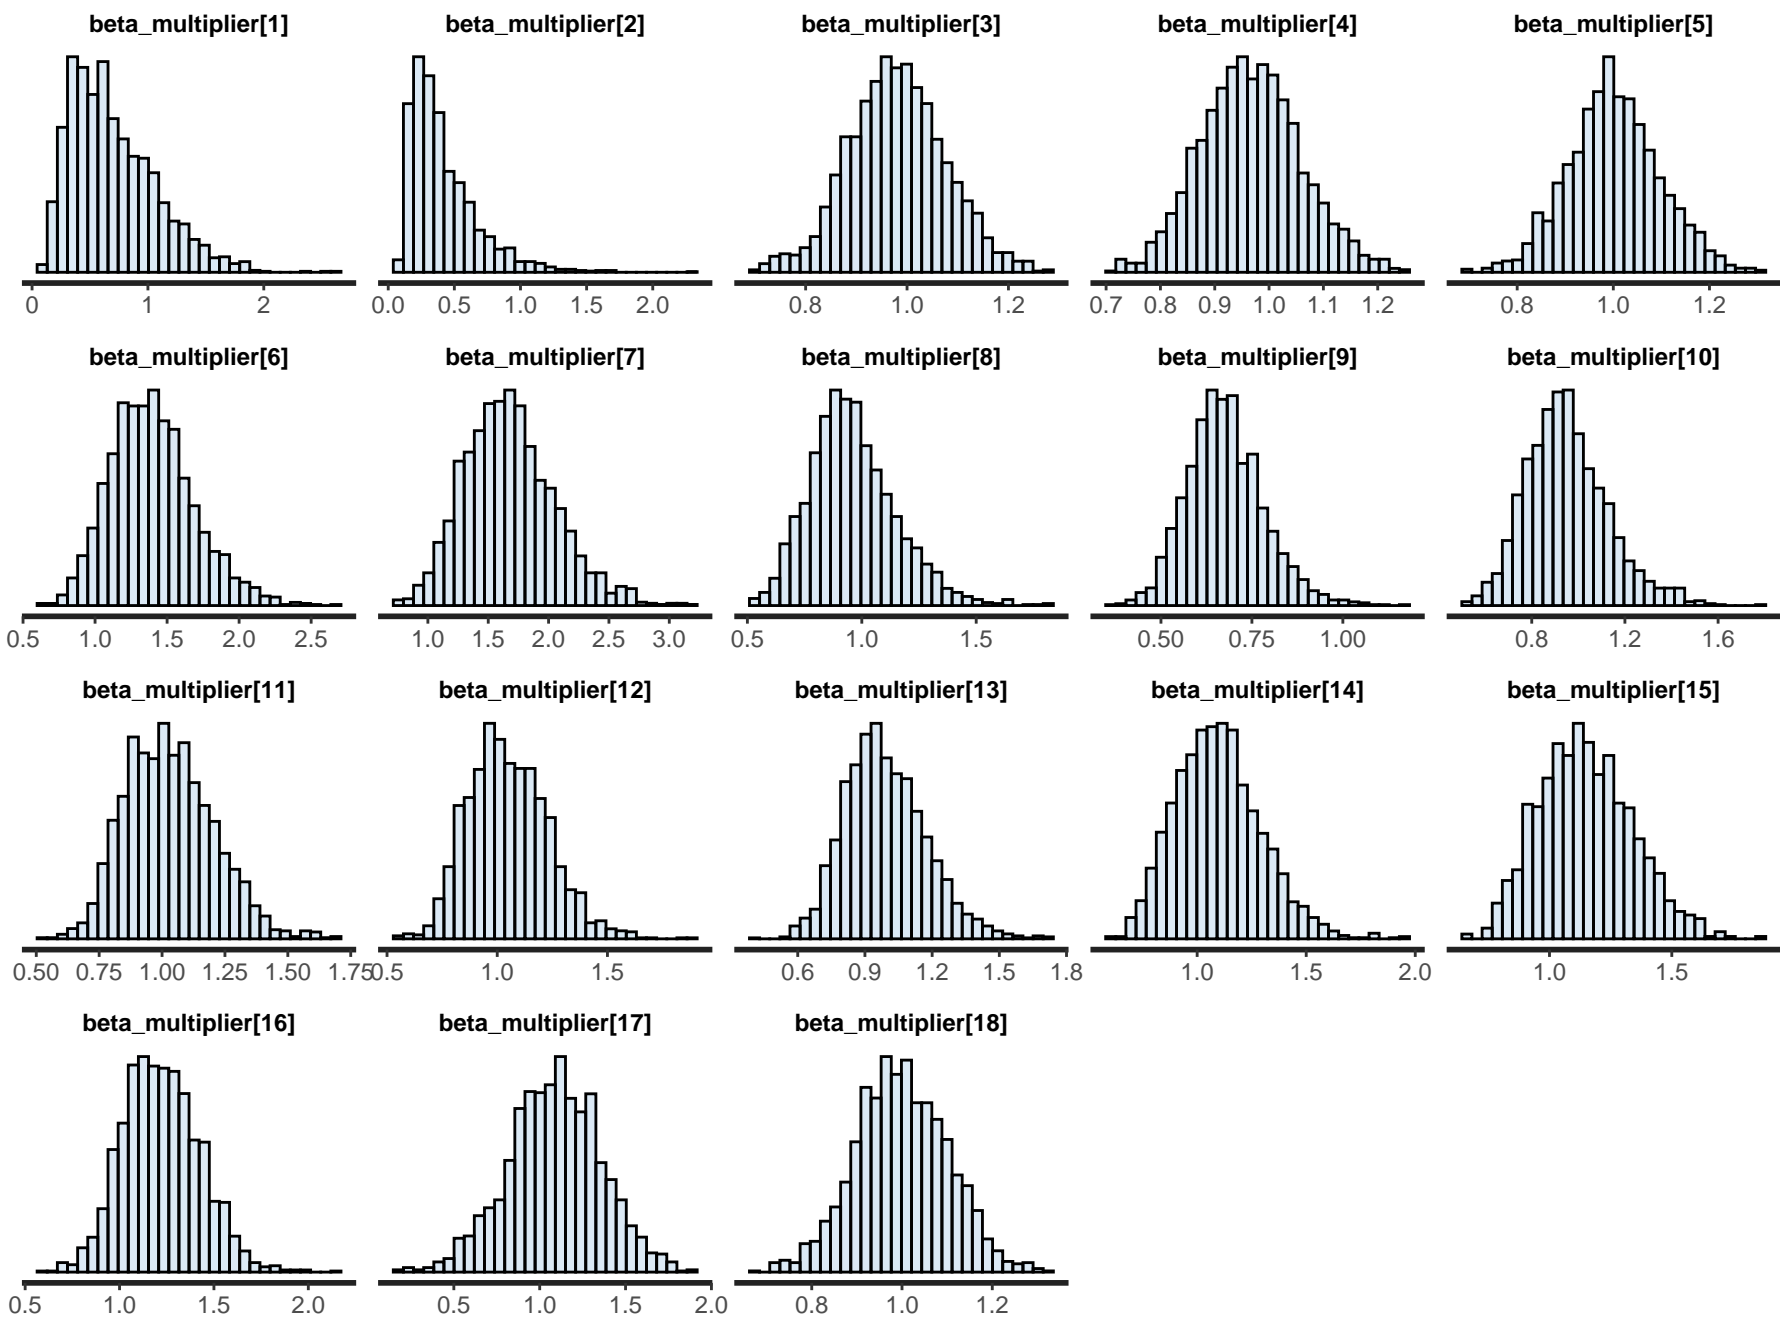 beta_multiplier[1] beta_multiplier[2] beta_multiplier[3] beta_multiplier[4] beta_multiplier[5]
0 1 2 0.0 0.5 1.0 1.5 2.0 0.8 1.0 1.2 0.7 0.8 0.9 1.0 1.1 1.2 0.8 1.0 1.2
beta_multiplier[6] beta_multiplier[7] beta_multiplier[8] beta_multiplier[9] beta_multiplier[10]
0.5 1.0 1.5 2.0 2.5 1.0 1.5 2.0 2.5 3.0 0.5 1.0 1.5 0.50 0.75 1.00 0.8 1.2 1.6
beta_multiplier[11] beta_multiplier[12] beta_multiplier[13] beta_multiplier[14] beta_multiplier[15]
0.50 0.75 1.00 1.25 1.50 1.75 0.5 1.0 1.5 0.6 0.9 1.2 1.5 1.8 1.0 1.5 2.0 1.0 1.5
beta_multiplier[16] beta_multiplier[17] beta_multiplier[18]
0.5 1.0 1.5 2.0 0.5 1.0 1.5 2.0 0.8 1.0 1.2